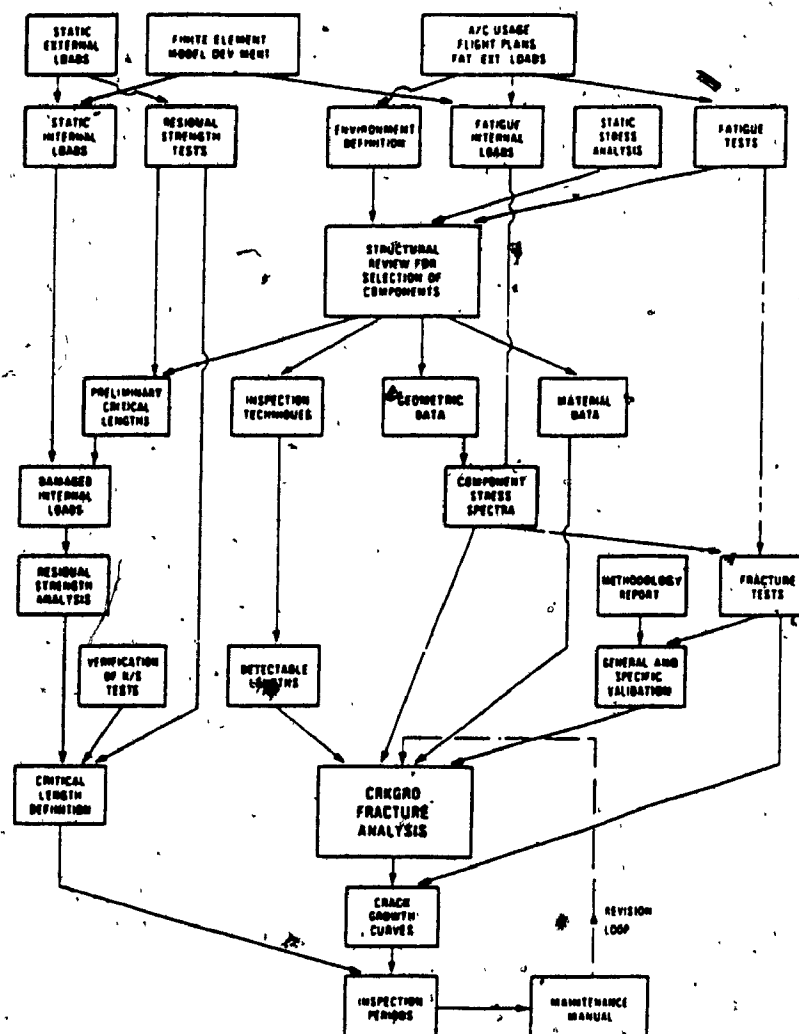 STATIC
EXTERNAL
LOADS
FINITE ELEMENT
MODEL DEV MENT
A/C USAGE
FLIGHT PLANS
FAT EXT LOADS
STATIC
INTERNAL
LOADS
RESIDUAL
STRENGTH
TESTS
ENVIRONMENT
DEFINITION
FATIGUE
INTERNAL
LOADS
STATIC
STRESS
ANALYSIS
FATIGUE
TESTS
STRUCTURAL
REVIEW FOR
SELECTION OF
COMPONENTS
PRELIMINARY
CRITICAL
LENGTHS
INSPECTION
TECHNIQUES
GEOMETRIC
DATA
MATERIAL
DATA
DAMAGED
INTERNAL
LOADS
COMPONENT
STRESS
SPECTRA
RESIDUAL
STRENGTH
ANALYSIS
METHODOLOGY
REPORT
FRACTURE
TESTS
VERIFICATION
OF R/S
TESTS
DETECTABLE
LENGTHS
GENERAL AND
SPECIFIC
VALIDATION
CRITICAL
LENGTH
DEFINITION
CRKGRO
FRACTURE
ANALYSIS
CRACK
GROWTH
CURVES
REVISION
LOOP
INSPECTION
PERIODS
MAINTENANCE
MANUAL